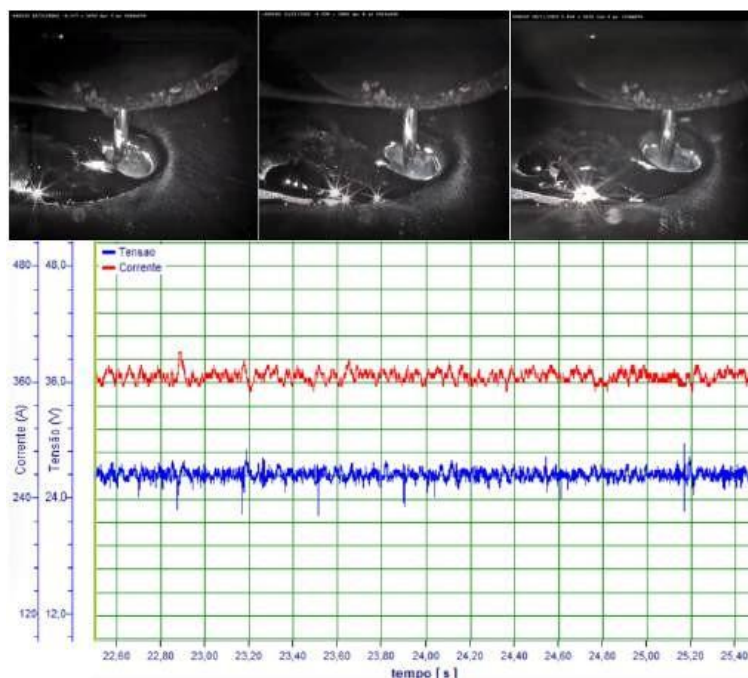 480 48,0
Tensao
Corrente
360 36,0
Corrente (A)
Tensão (V)
240 24,0
120 12,0
22,60 22,80 23,00 23,20 23,40 23,60 23,80 24,00 24,20 24,40 24,60 24,80 25,00 25,20 25,40
tempo [ s ]